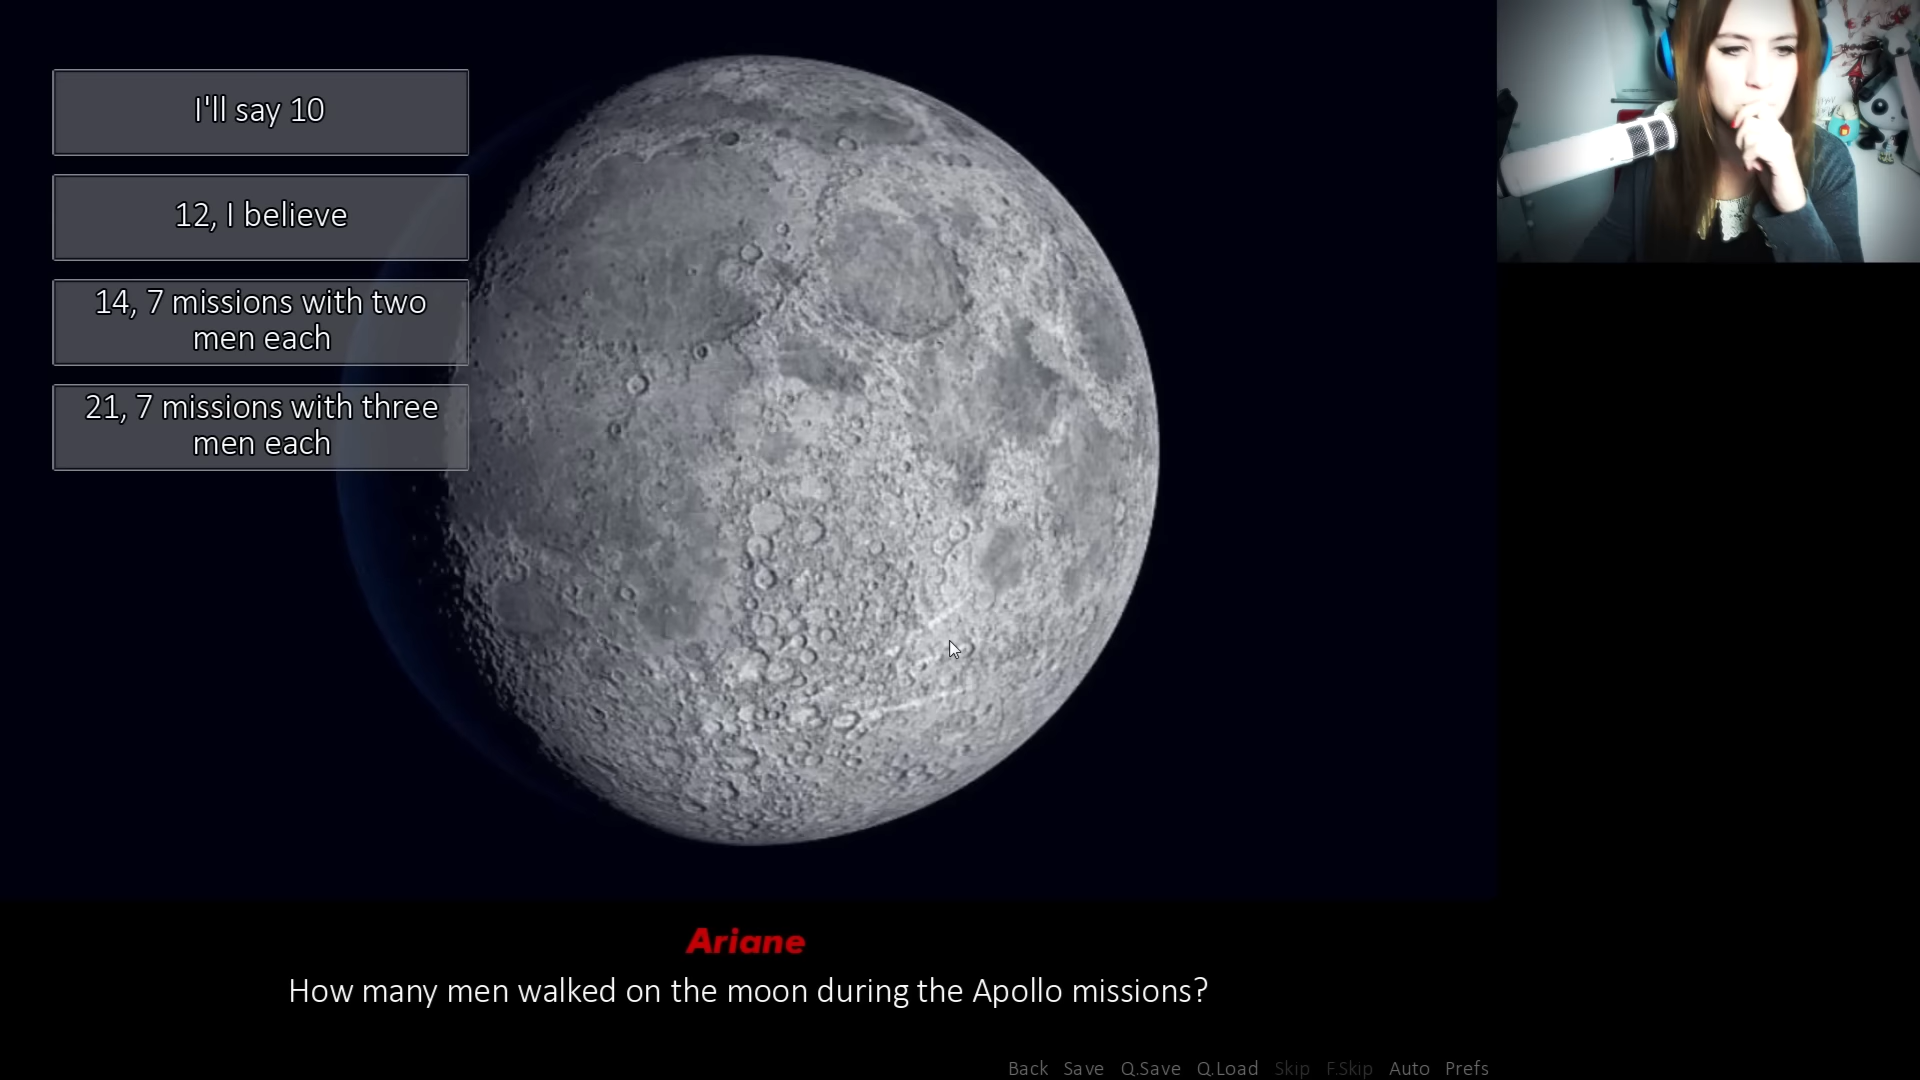 I'll say 10
12, I believe
14, 7 missions with two
men each
21, 7 missions with three
men each
Ariane
How many men walked on the moon during the Apollo missions?
Back Save Q.Save Q.Load Skip F.Skip Auto Prefs